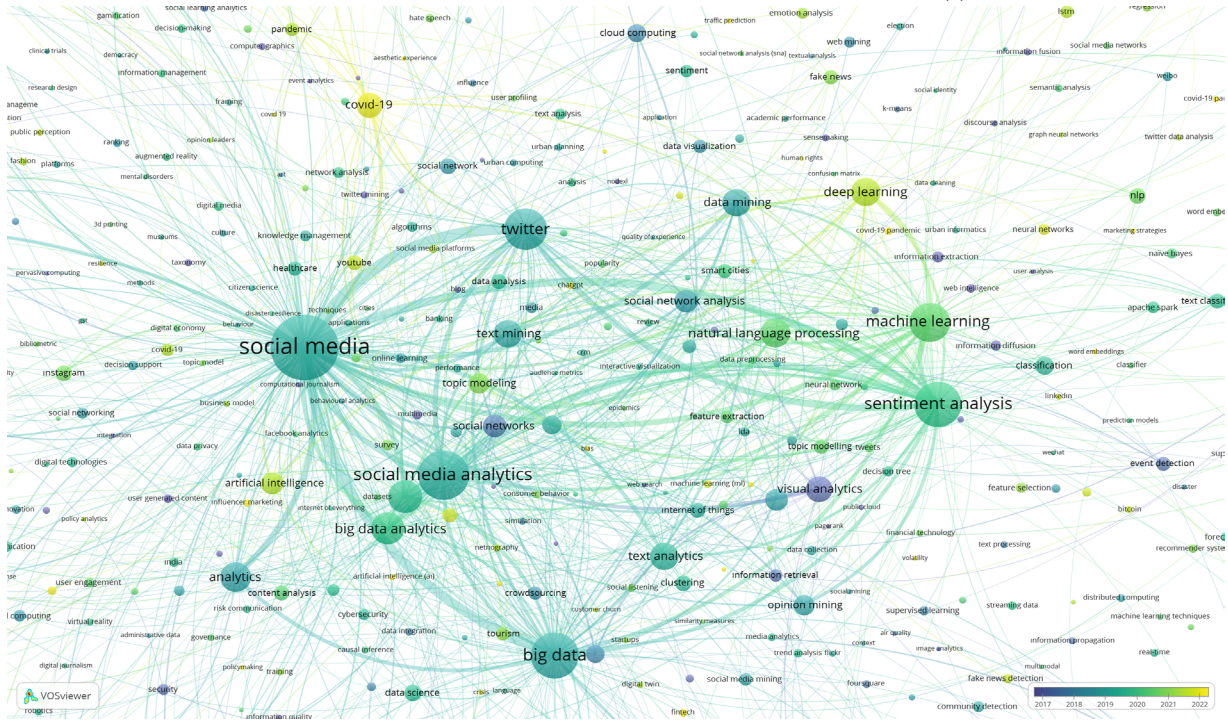 gamification
social learning analytics
decision-making
pandemic
hate speech
traffic prediction
emotion analysis
election
lstm
regression
cloud computing
web mining
computer graphics
clinical trials
democracy
social network analysis (sna)
textual analysis
information fusion
social media networks
aesthetic experience
information management
sentiment
fake news
weibo
event analytics
influence
research design
user profiling
social identity
semantic analysis
framing
covid-19
covid 19
text analysis
application
academic performance
k-means
discourse analysis
public perception
opinion leaders
sensemaking
graph neural networks
twitter data analysis
ranking
urban planning
data visualization
augmented reality
human rights
fashion
platforms
social network
urban computing
network analysis
confusion matrix
mental disorders
art
analysis
nodexl
data cleaning
twitter mining
deep learning
nlp
data mining
digital media
3d printing
algorithms
twitter
covid-19 pandemic
urban informatics
neural networks
marketing strategies
museums
culture
knowledge management
quality of experience
social media platforms
information extraction
naïve bayes
resilience
taxonomy
youtube
popularity
pervasive computing
healthcare
smart cities
user analysis
methods
citizen science
data analysis
chatgpt
blog
web intelligence
social network analysis
apache spark
techniques
cities
media
disaster resilience
banking
review
machine learning
digital economy
behaviour
applications
text mining
natural language processing
social media
information diffusion
bibliometric
covid-19
crm
word embeddings
decision support
topic model
online learning
data preprocessing
classification
classifier
performance
interactive visualization
instagram
audience metrics
computational journalism
topic modeling
neural network
business model
behavioural analytics
linkedin
sentiment analysis
social networking
multimedia
epidemics
feature extraction
prediction models
social networks
integration
facebook analytics
lda
data privacy
survey
bias
topic modelling
tweets
wechat
digital technologies
event detection
social media analytics
decision tree
artificial intelligence
web search
machine learning (ml)
visual analytics
feature selection
disaster
user generated content
datasets
consumer behavior
influencer marketing
internet of everything
public cloud
internet of things
bitcoin
policy analytics
simulation
big data analytics
pagerank
financial technology
netnography
data collection
text processing
text analytics
volatility
india
analytics
artificial intelligence (ai)
information retrieval
user engagement
clustering
social listening
content analysis
crowdsourcing
social mining
distributed computing
risk communication
customer churn
opinion mining
supervised learning
streaming data
cybersecurity
machine learning techniques
virtual reality
similarity measures
administrative data
governance
data integration
tourism
startups
media analytics
air quality
context
information propagation
causal inference
big data
trend analysis
flickr
image analytics
real-time
digital journalism
policymaking
training
multimodal
social media mining
foursquare
fake news detection
security
data science
crisis
language
digital twin
VOSviewer
community detection
robotics
fintech
information quality
2017 2018 2019 2020 2021 2022